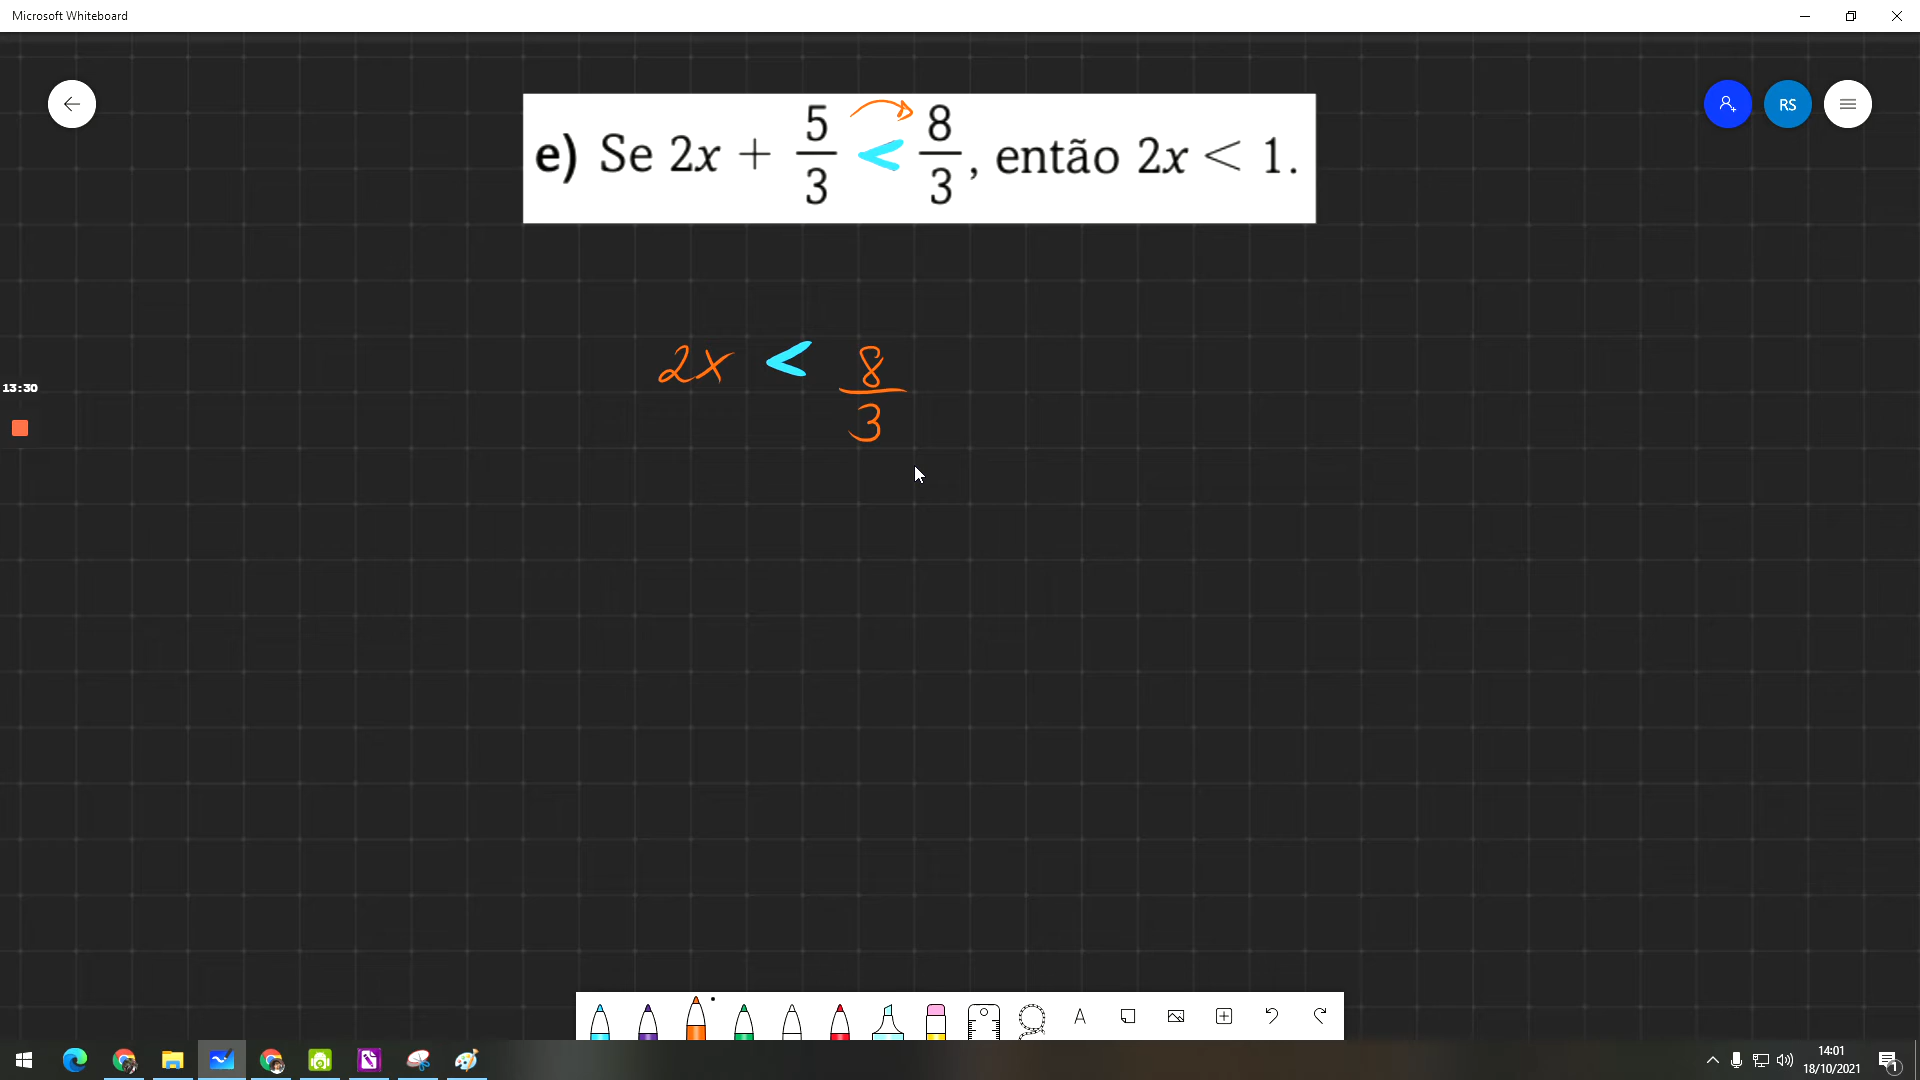 Microsoft Whiteboard
RS
e) Se 2x + 5/3 < 8/3, então 2x < 1.
2x < 8/3
13:30
A
14:01
18/10/2021
1